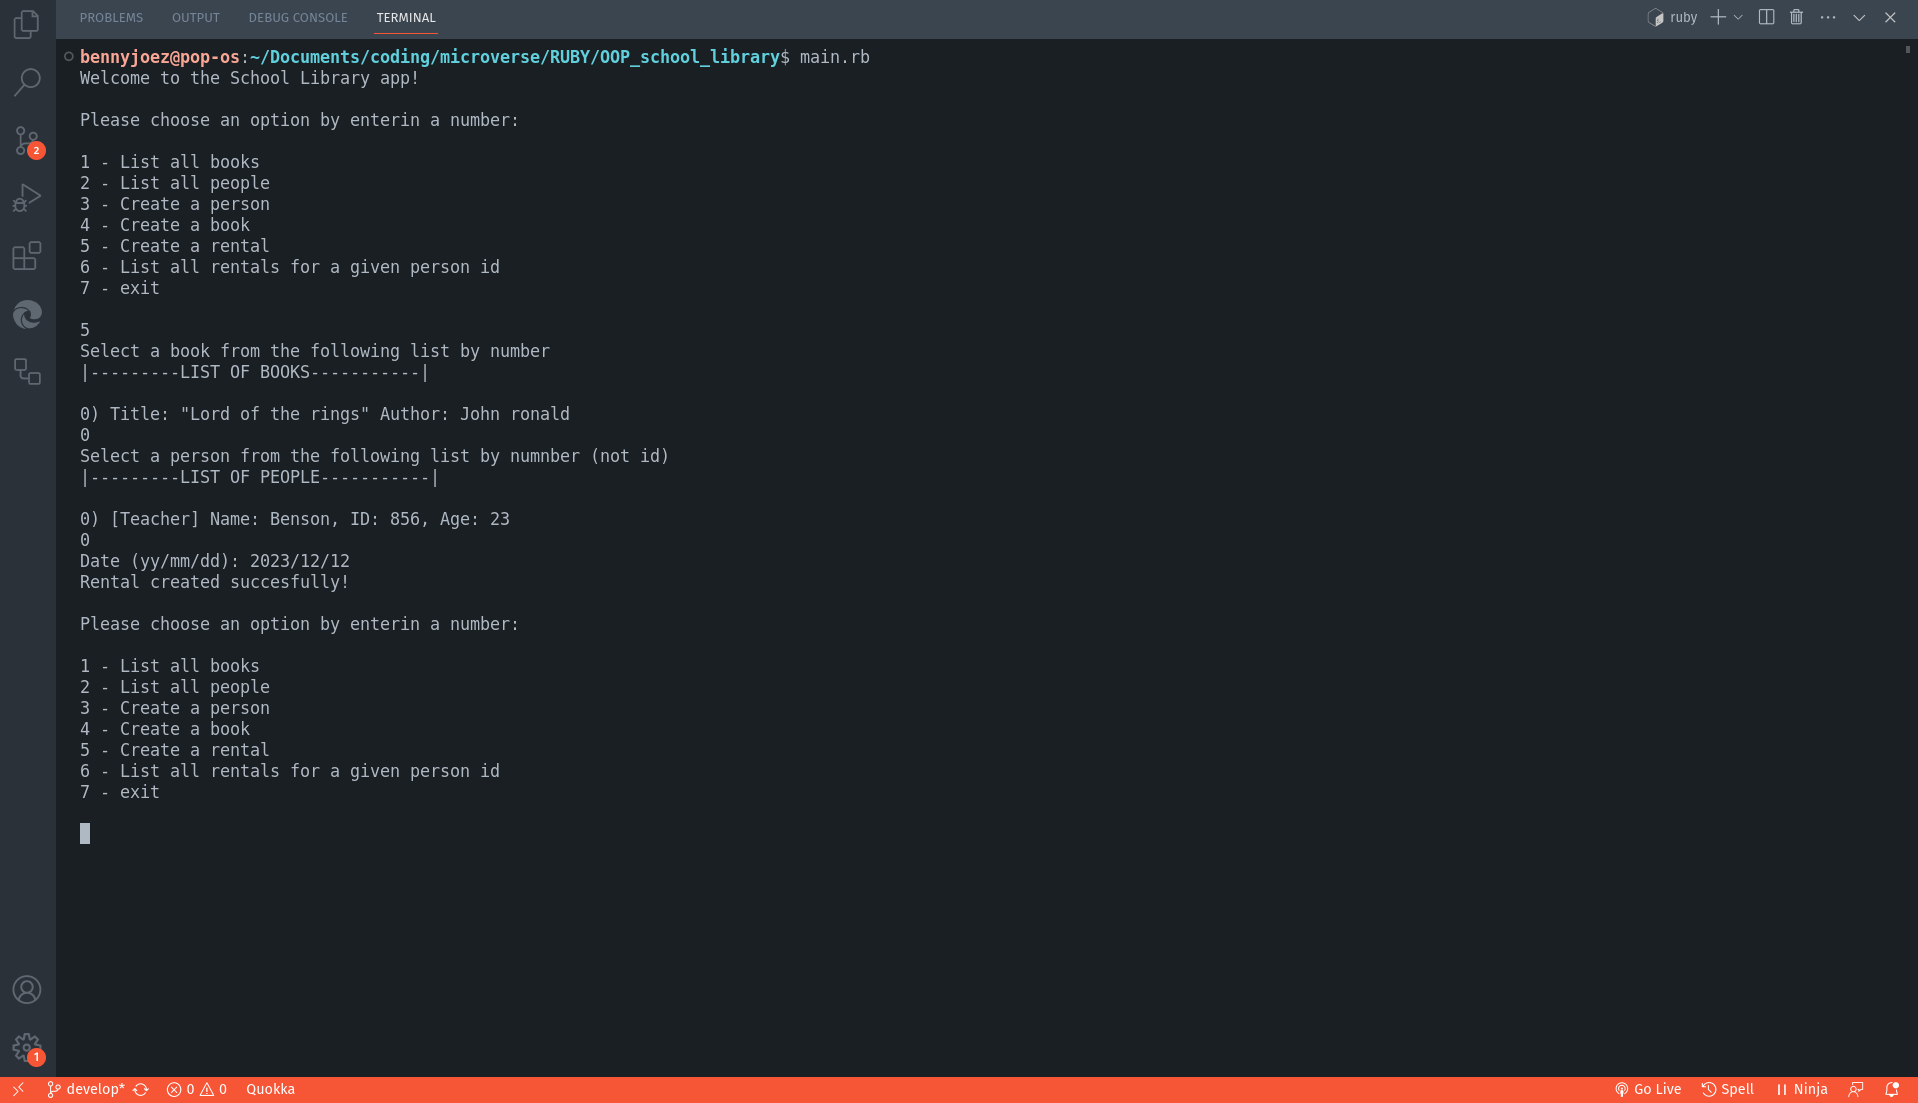 PROBLEMS OUTPUT DEBUG CONSOLE TERMINAL ruby
bennyjoez@pop-os:~/Documents/coding/microverse/RUBY/OOP_school_library$ main.rb
Welcome to the School Library app!
Please choose an option by enterin a number:
1 - List all books
2 - List all people
3 - Create a person
4 - Create a book
5 - Create a rental
6 - List all rentals for a given person id
7 - exit
5
Select a book from the following list by number
|---------LIST OF BOOKS-----------|
0) Title: "Lord of the rings" Author: John ronald
0
Select a person from the following list by numnber (not id)
|---------LIST OF PEOPLE-----------|
0) [Teacher] Name: Benson, ID: 856, Age: 23
0
Date (yy/mm/dd): 2023/12/12
Rental created succesfully!
Please choose an option by enterin a number:
1 - List all books
2 - List all people
3 - Create a person
4 - Create a book
5 - Create a rental
6 - List all rentals for a given person id
7 - exit
2
1
develop* 0 0 Quokka Go Live Spell Ninja